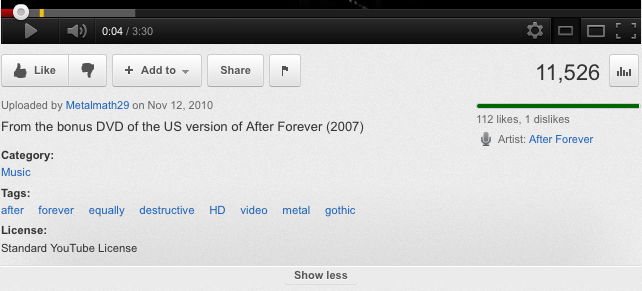 0:04 / 3:30
Like
+ Add to
Share
11,526
Uploaded by Metalmath29 on Nov 12, 2010
112 likes, 1 dislikes
From the bonus DVD of the US version of After Forever (2007)
Artist: After Forever
Category:
Music
Tags:
after forever equally destructive HD video metal gothic
License:
Standard YouTube License
Show less